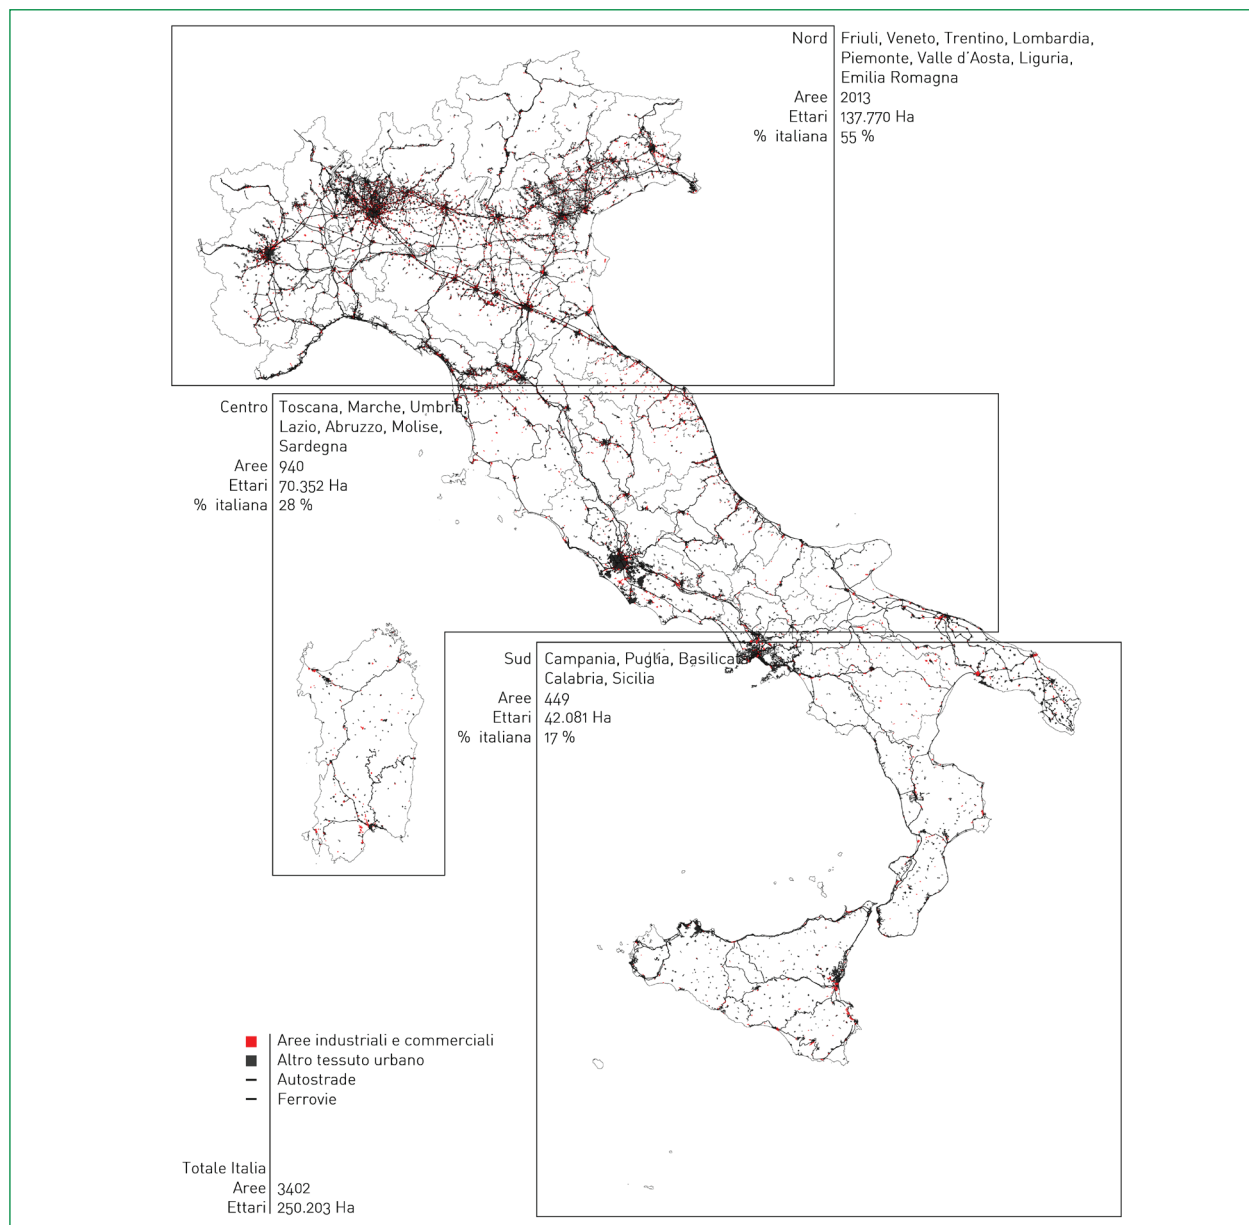 Nord Friuli, Veneto, Trentino, Lombardia,
Piemonte, Valle d'Aosta, Liguria,
Emilia Romagna
Aree 2013
Ettari 137.770 Ha
% italiana 55 %
Centro Toscana, Marche, Umbria,
Lazio, Abruzzo, Molise,
Sardegna
Aree 940
Ettari 70.352 Ha
% italiana 28 %
Sud Campania, Puglia, Basilicata
Calabria, Sicilia
Aree 449
Ettari 42.081 Ha
% italiana 17 %
Aree industriali e commerciali
Altro tessuto urbano
Autostrade
Ferrovie
Totale Italia
Aree 3402
Ettari 250.203 Ha